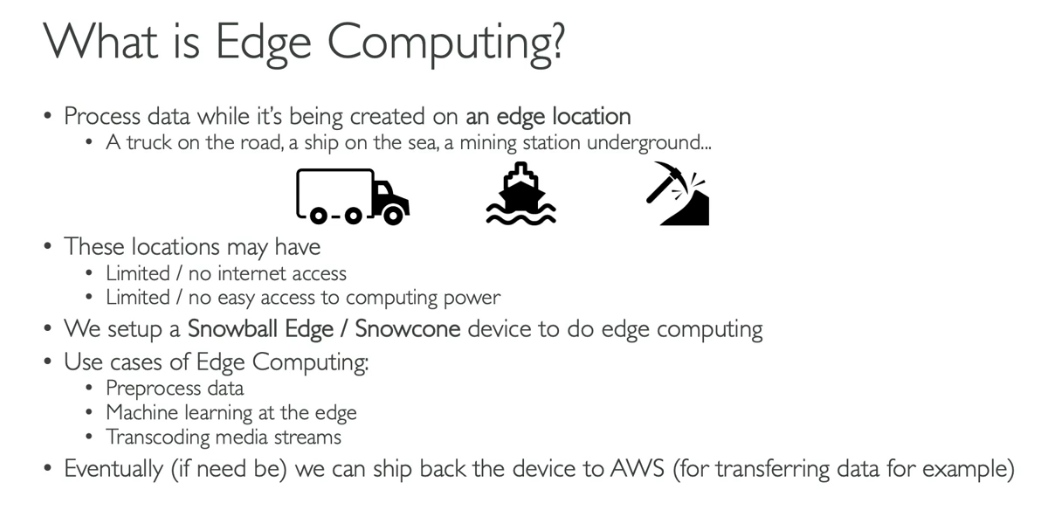 What is Edge Computing?
• Process data while it's being created on an edge location
• A truck on the road, a ship on the sea, a mining station underground...
• These locations may have
• Limited / no internet access
• Limited / no easy access to computing power
• We setup a Snowball Edge / Snowcone device to do edge computing
• Use cases of Edge Computing:
• Preprocess data
• Machine learning at the edge
• Transcoding media streams
• Eventually (if need be) we can ship back the device to AWS (for transferring data for example)